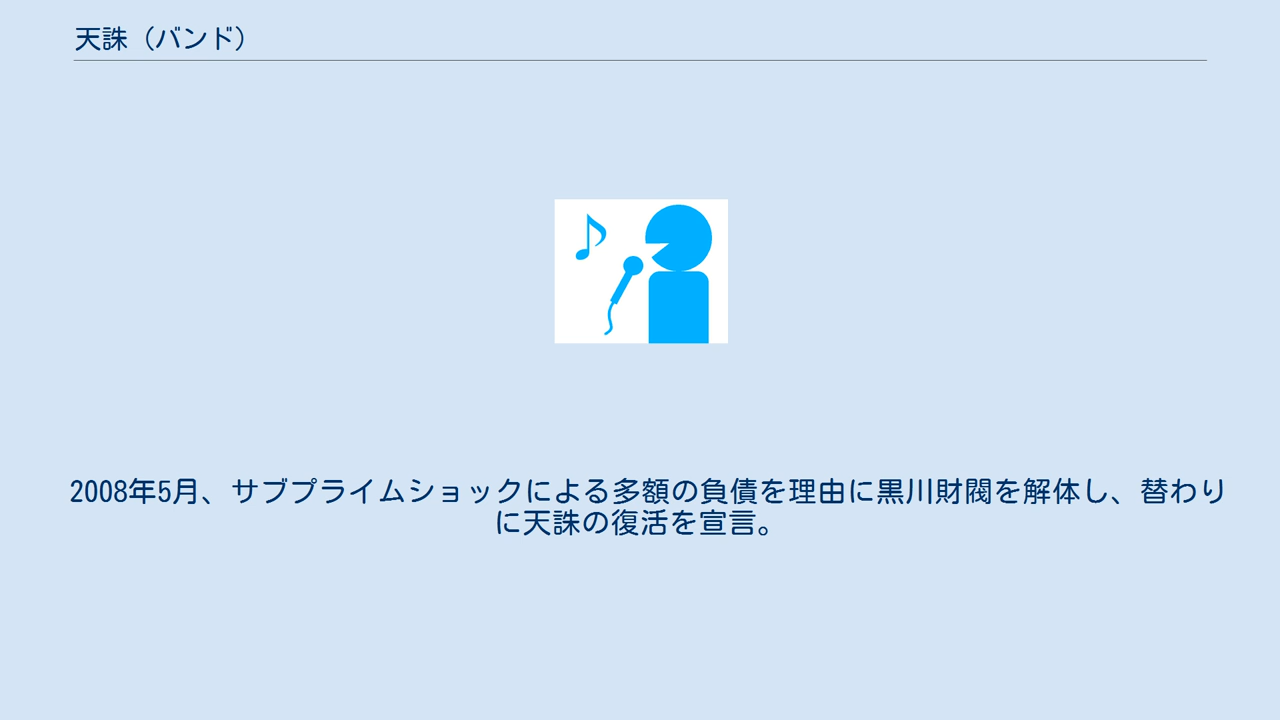 天誅（バンド）
2008年5月、サブプライムショックによる多額の負債を理由に黒川財閥を解体し、替わり
に天誅の復活を宣言。